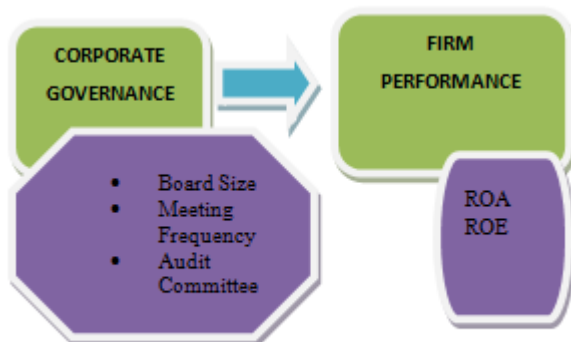 CORPORATE
GOVERNANCE
• Board Size
• Meeting
Frequency
• Audit
Committee
FIRM
PERFORMANCE
ROA
ROE